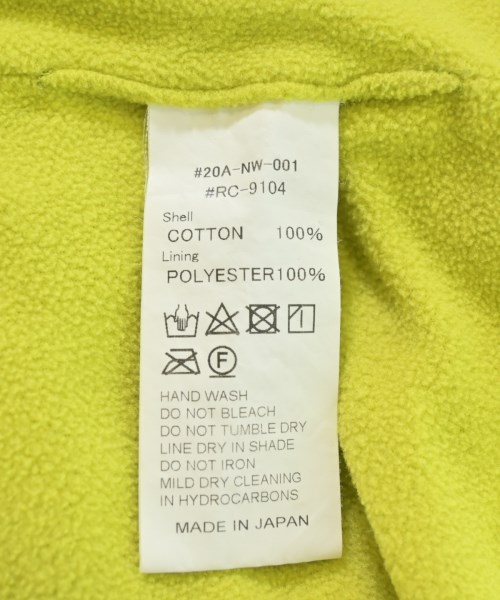 #20A-NW-001
#RC-9104
Shell
COTTON 100%
Lining
POLYESTER100%
F
HAND WASH
DO NOT BLEACH
DO NOT TUMBLE DRY
LINE DRY IN SHADE
DO NOT IRON
MILD DRY CLEANING
IN HYDROCARBONS
MADE IN JAPAN